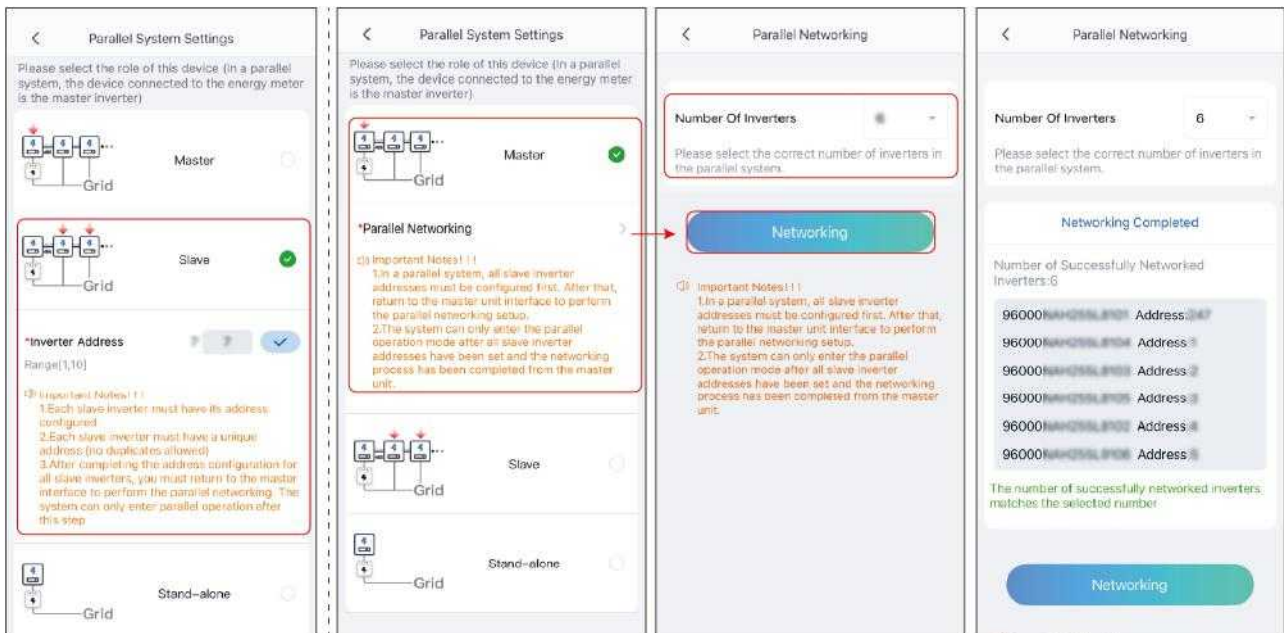 Parallel System Settings
Please select the role of this device (In a parallel
system, the device connected to the energy meter
is the master inverter)
Master
Grid
Slave
Grid
*Inverter Address
Range[1,10]
Important Notes!!!
1.Each slave inverter must have its address
configured
2.Each slave inverter must have a unique
address (no duplicates allowed)
3.After completing the address configuration for
all slave inverters, you must return to the master
interface to perform the parallel networking. The
system can only enter parallel operation after
this step
Stand-alone
Grid
Parallel System Settings
Please select the role of this device (In a parallel
system, the device connected to the energy meter
is the master inverter)
Master
Grid
*Parallel Networking
Important Notes!!!
1.In a parallel system, all slave inverter
addresses must be configured first. After that,
return to the master unit interface to perform
the parallel networking setup.
2.The system can only enter the parallel
operation mode after all slave inverter
addresses have been set and the networking
process has been completed from the master
unit.
Slave
Grid
Stand-alone
Grid
Parallel Networking
Number Of Inverters
Please select the correct number of inverters in
the parallel system.
Networking
Important Notes!!!
1.In a parallel system, all slave inverter
addresses must be configured first. After that,
return to the master unit interface to perform
the parallel networking setup.
2.The system can only enter the parallel
operation mode after all slave inverter
addresses have been set and the networking
process has been completed from the master
unit.
Parallel Networking
Number Of Inverters 6
Please select the correct number of inverters in
the parallel system.
Networking Completed
Number of Successfully Networked
Inverters:6
96000 Address:
96000 Address:
96000 Address:
96000 Address:
96000 Address:
96000 Address:
The number of successfully networked inverters
matches the selected number
Networking